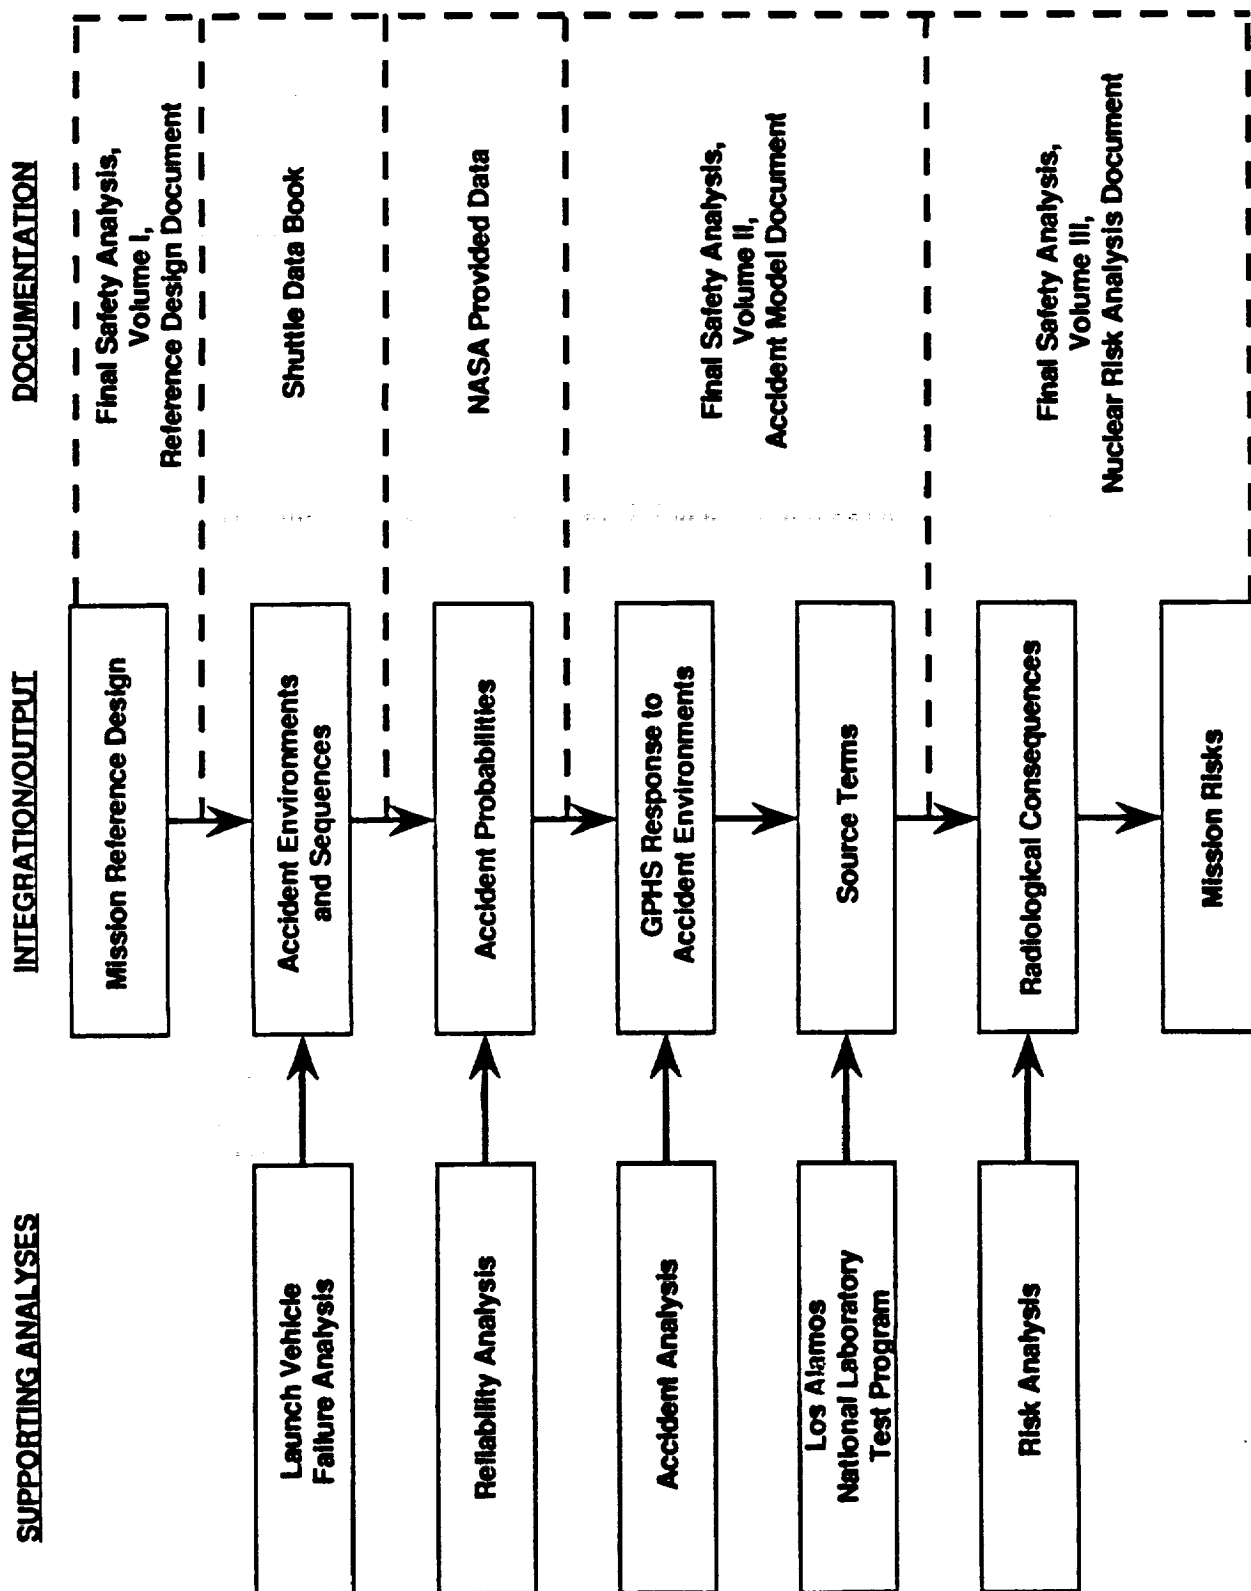 SUPPORTING ANALYSES
INTEGRATION/OUTPUT
DOCUMENTATION
Mission Reference Design
Final Safety Analysis,
Volume I,
Reference Design Document
Launch Vehicle
Failure Analysis
Accident Environments
and Sequences
Shuttle Data Book
Reliability Analysis
Accident Probabilities
NASA Provided Data
Accident Analysis
GPHS Response to
Accident Environments
Final Safety Analysis,
Volume II,
Accident Model Document
Los Alamos
National Laboratory
Test Program
Source Terms
Risk Analysis
Radiological Consequences
Final Safety Analysis,
Volume III,
Nuclear Risk Analysis Document
Mission Risks